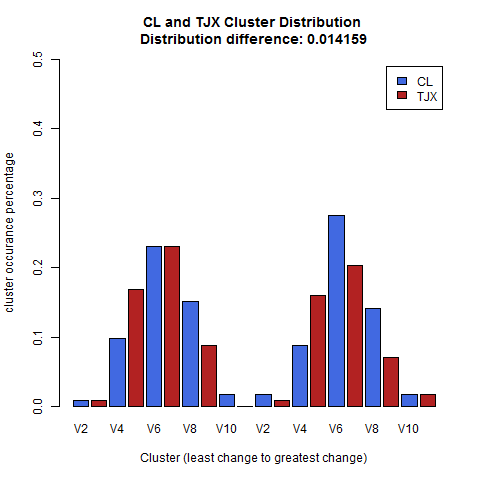 CL and TJX Cluster Distribution
Distribution difference: 0.014159
CL
TJX
cluster occurance percentage
0.5
0.4
0.3
0.2
0.1
0.0
V2 V4 V6 V8 V10 V2 V4 V6 V8 V10
Cluster (least change to greatest change)